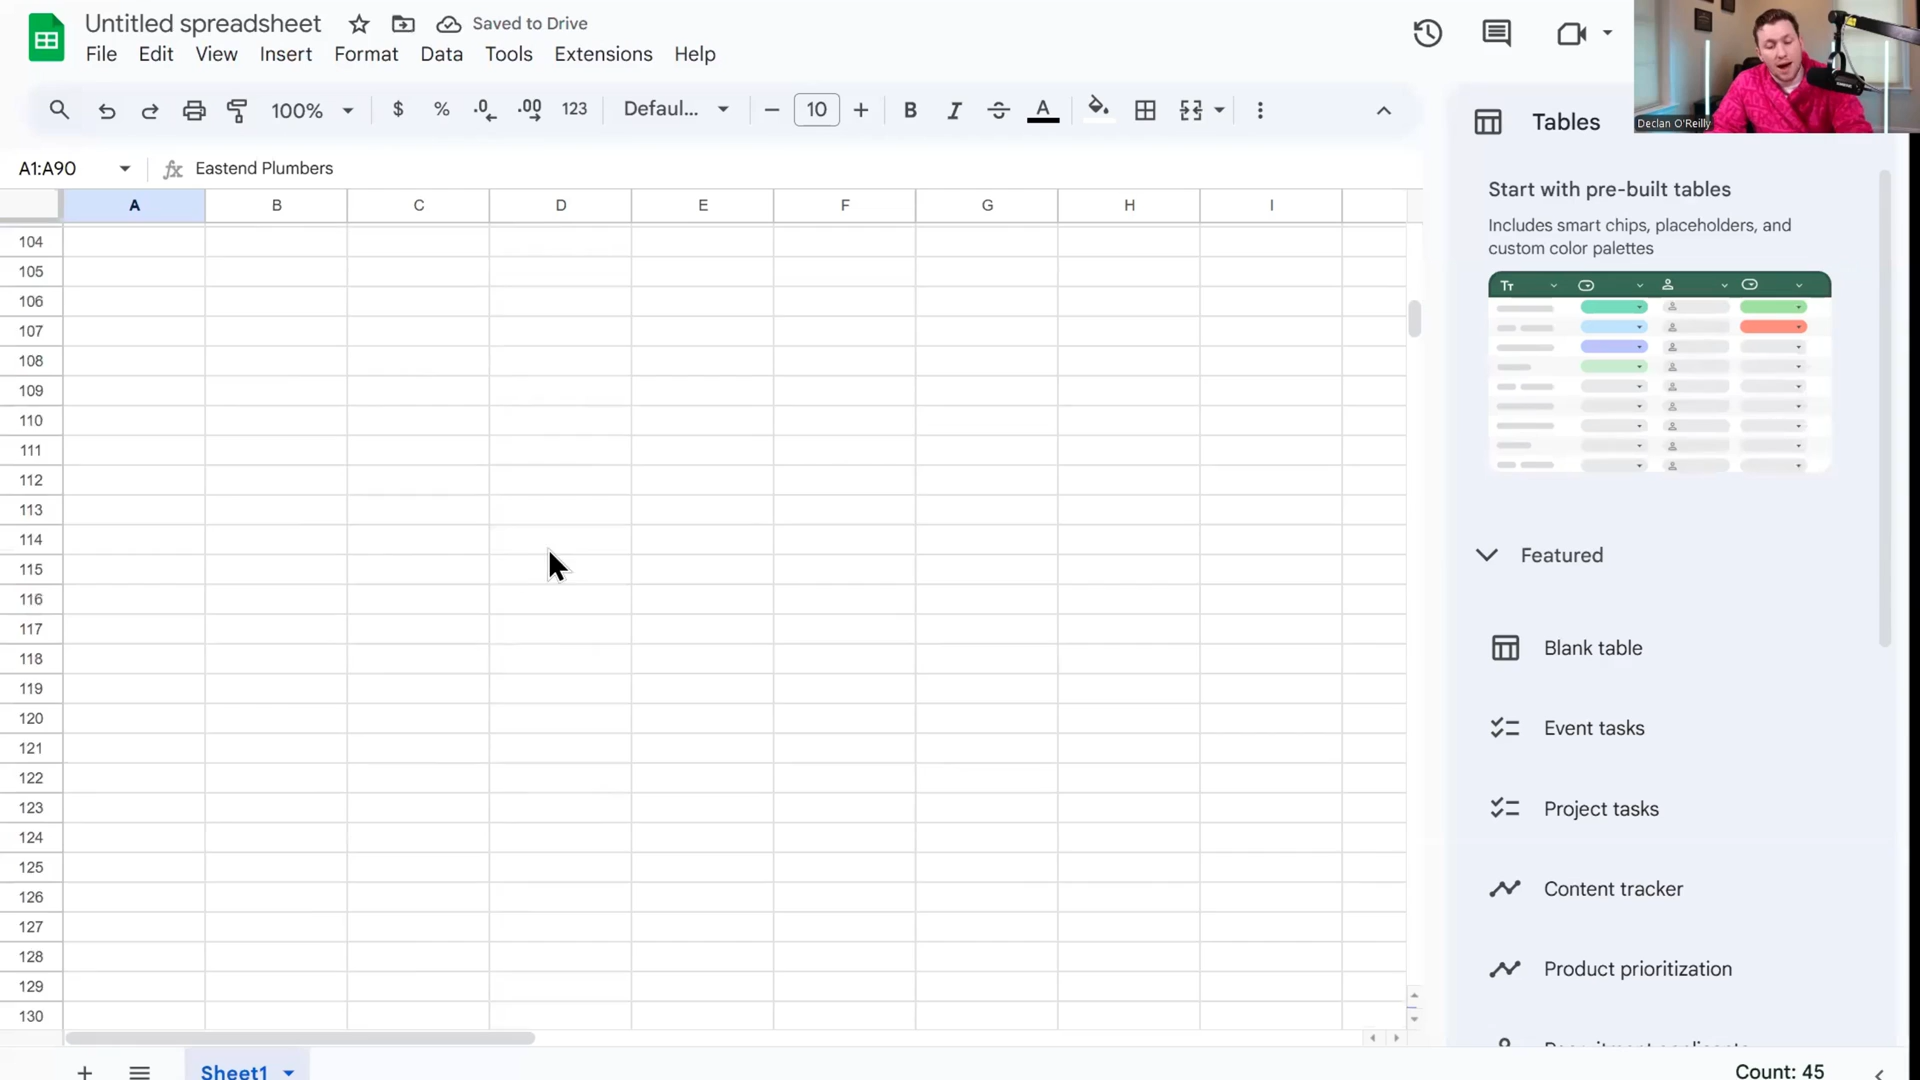 Untitled spreadsheet
Saved to Drive
File Edit View Insert Format Data Tools Extensions Help
100% $ % .0 .00 123 Defaul... 10 B I S A
Declan O'Reilly
Tables
A1:A90 fx Eastend Plumbers
A B C D E F G H I
104
105
106
107
108
109
110
111
112
113
114
115
116
117
118
119
120
121
122
123
124
125
126
127
128
129
130
Start with pre-built tables
Includes smart chips, placeholders, and
custom color palettes
Tт
Featured
Blank table
Event tasks
Project tasks
Content tracker
Product prioritization
Sheet1
Count: 45